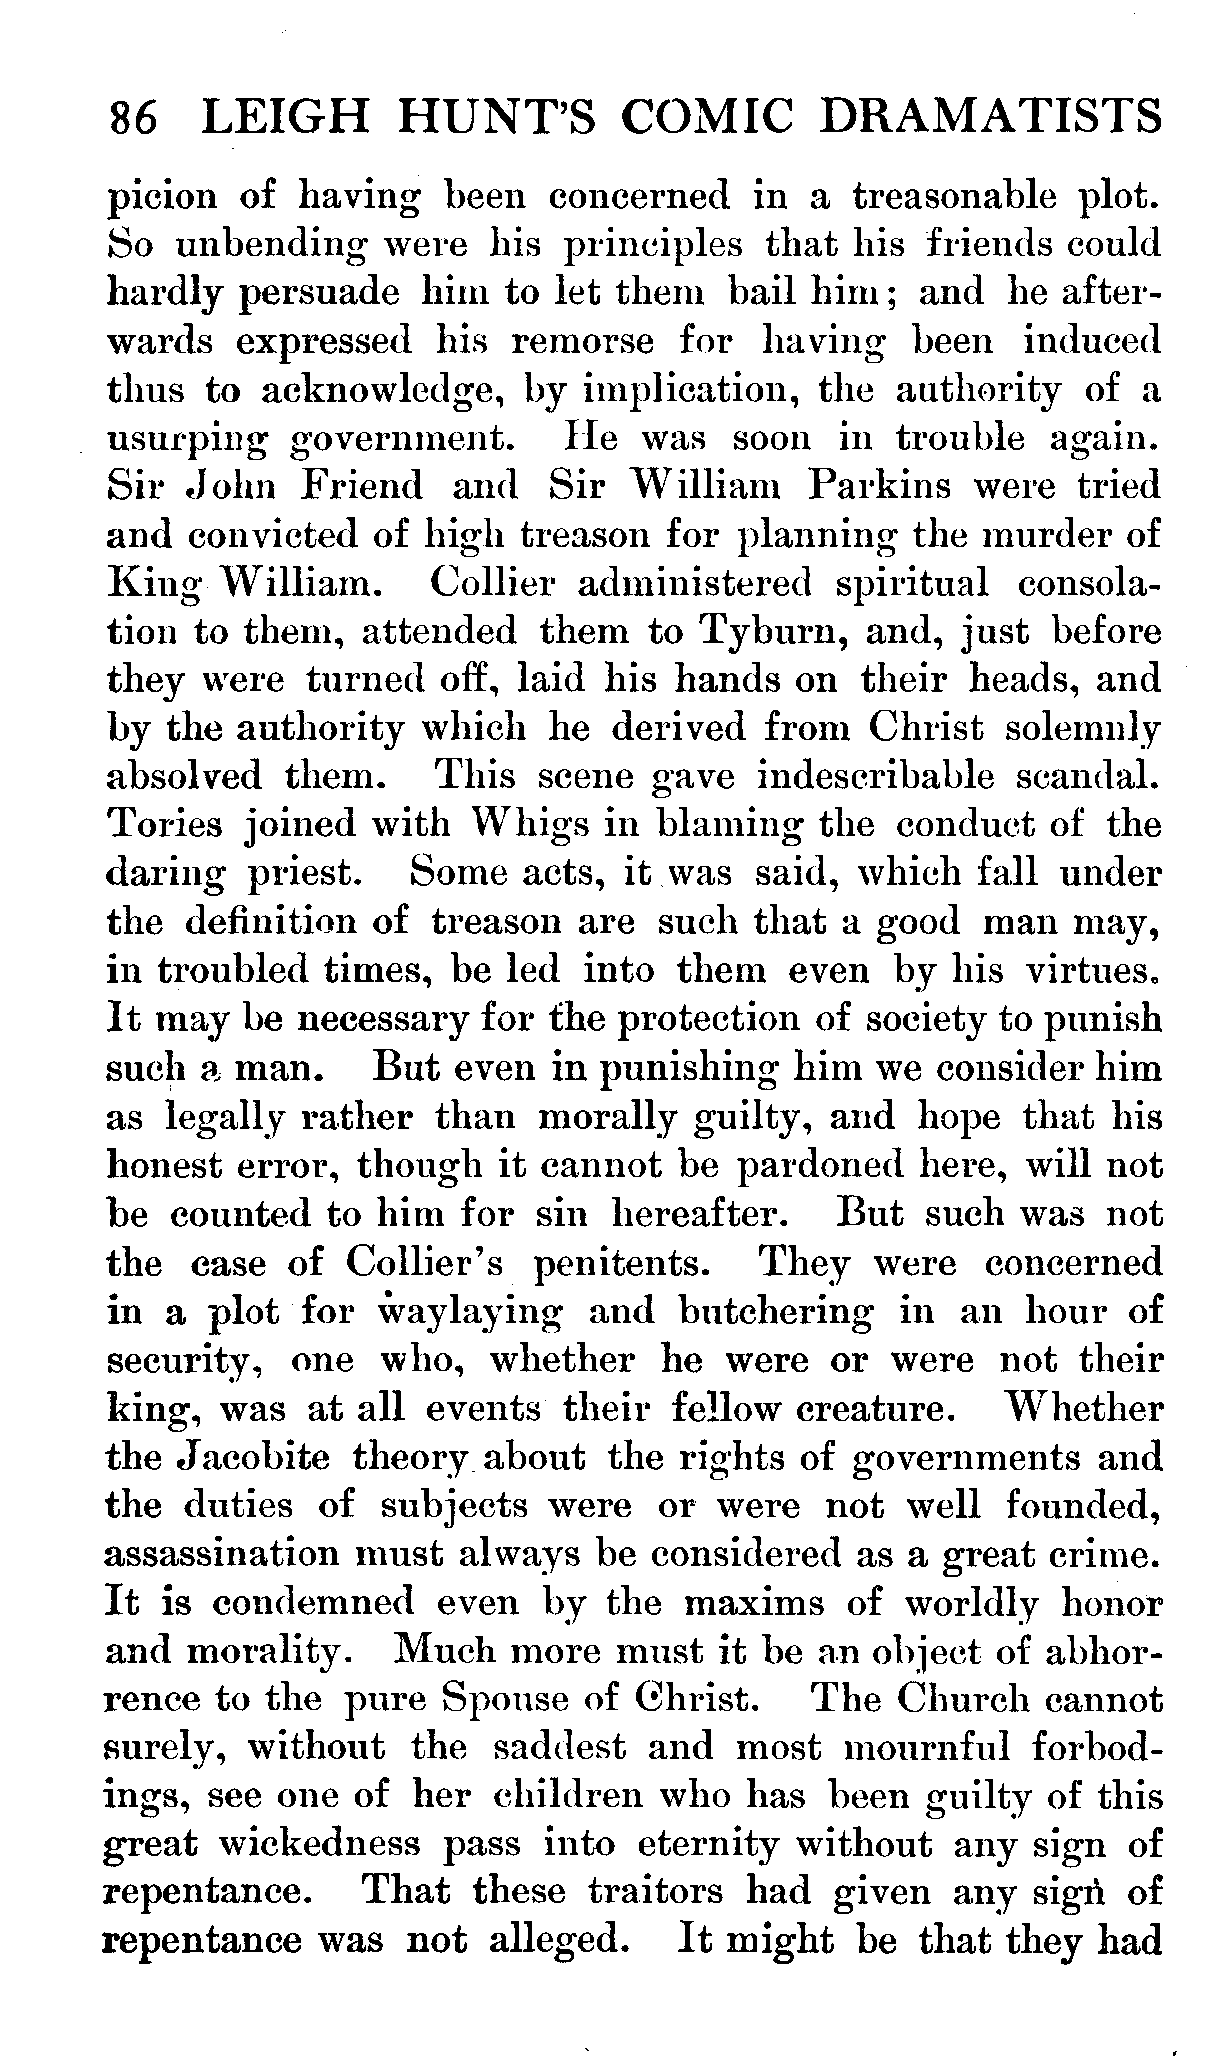 86 LEIGH HUNT'S COMIC DRAMATISTS
picion of having been concerned in a treasonable plot.
So unbending were his principles that his friends could
hardly persuade him to let them bail him; and he after-
wards expressed his remorse for having been induced
thus to acknowledge, by implication, the authority of a
usurping government. He was soon in trouble again.
Sir John Friend and Sir William Parkins were tried
and convicted of high treason for planning the murder of
King William. Collier administered spiritual consola-
tion to them, attended them to Tyburn, and, just before
they were turned off, laid his hands on their heads, and
by the authority which he derived from Christ solemnly
absolved them. This scene gave indescribable scandal.
Tories joined with Whigs in blaming the conduct of the
daring priest. Some acts, it was said, which fall under
the definition of treason are such that a good man may,
in troubled times, be led into them even by his virtues.
It may be necessary for the protection of society to punish
such a man. But even in punishing him we consider him
as legally rather than morally guilty, and hope that his
honest error, though it cannot be pardoned here, will not
be counted to him for sin hereafter. But such was not
the case of Collier's penitents. They were concerned
in a plot for waylaying and butchering in an hour of
security, one who, whether he were or were not their
king, was at all events their fellow creature. Whether
the Jacobite theory about the rights of governments and
the duties of subjects were or were not well founded,
assassination must always be considered as a great crime.
It is condemned even by the maxims of worldly honor
and morality. Much more must it be an object of abhor-
rence to the pure Spouse of Christ. The Church cannot
surely, without the saddest and most mournful forbod-
ings, see one of her children who has been guilty of this
great wickedness pass into eternity without any sign of
repentance. That these traitors had given any sign of
repentance was not alleged. It might be that they had